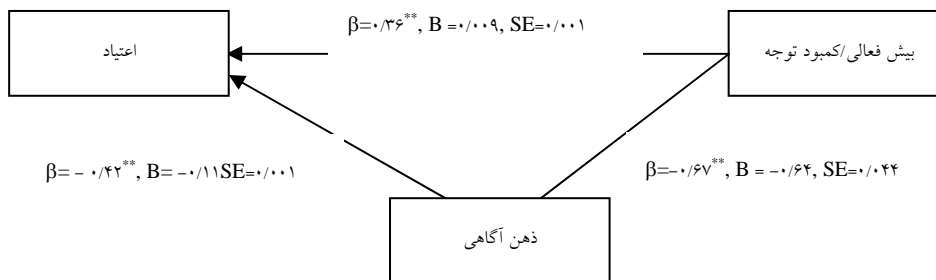 β=۰/۳۶**, B =۰/۰۰۹, SE=۰/۰۰۱
بیش فعالی/کمبود توجه
اعتیاد
β=-۰/۶۷**, B = -۰/۶۴, SE=۰/۰۴۴
β= - ۰/۴۲**, B= -۰/۱۱SE=۰/۰۰۱
ذهن آگاهی